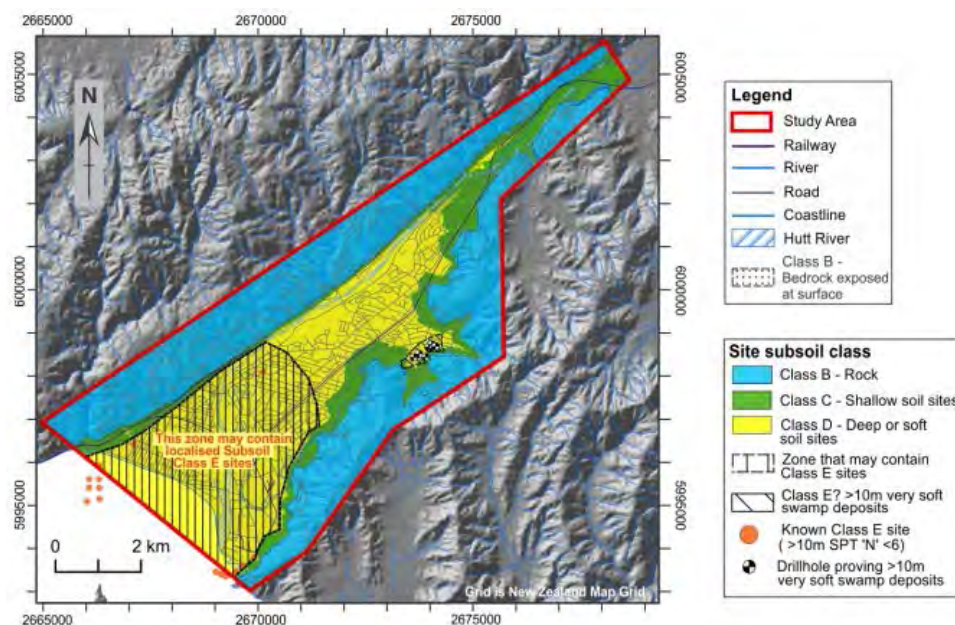 2665000 2670000 2675000
6005000
6000000
5995000
N
This zone may contain
localised Subsoil
Class E sites
0 2 km
Grid is New Zealand Map Grid
6005000
6000000
5995000
2665000 2670000 2675000
Legend
Study Area
Railway
River
Road
Coastline
Hutt River
Class B -
Bedrock exposed
at surface
Site subsoil class
Class B - Rock
Class C - Shallow soil sites
Class D - Deep or soft
soil sites
Zone that may contain
Class E sites
Class E? >10m very soft
swamp deposits
Known Class E site
( >10m SPT 'N' <6)
Drillhole proving >10m
very soft swamp deposits